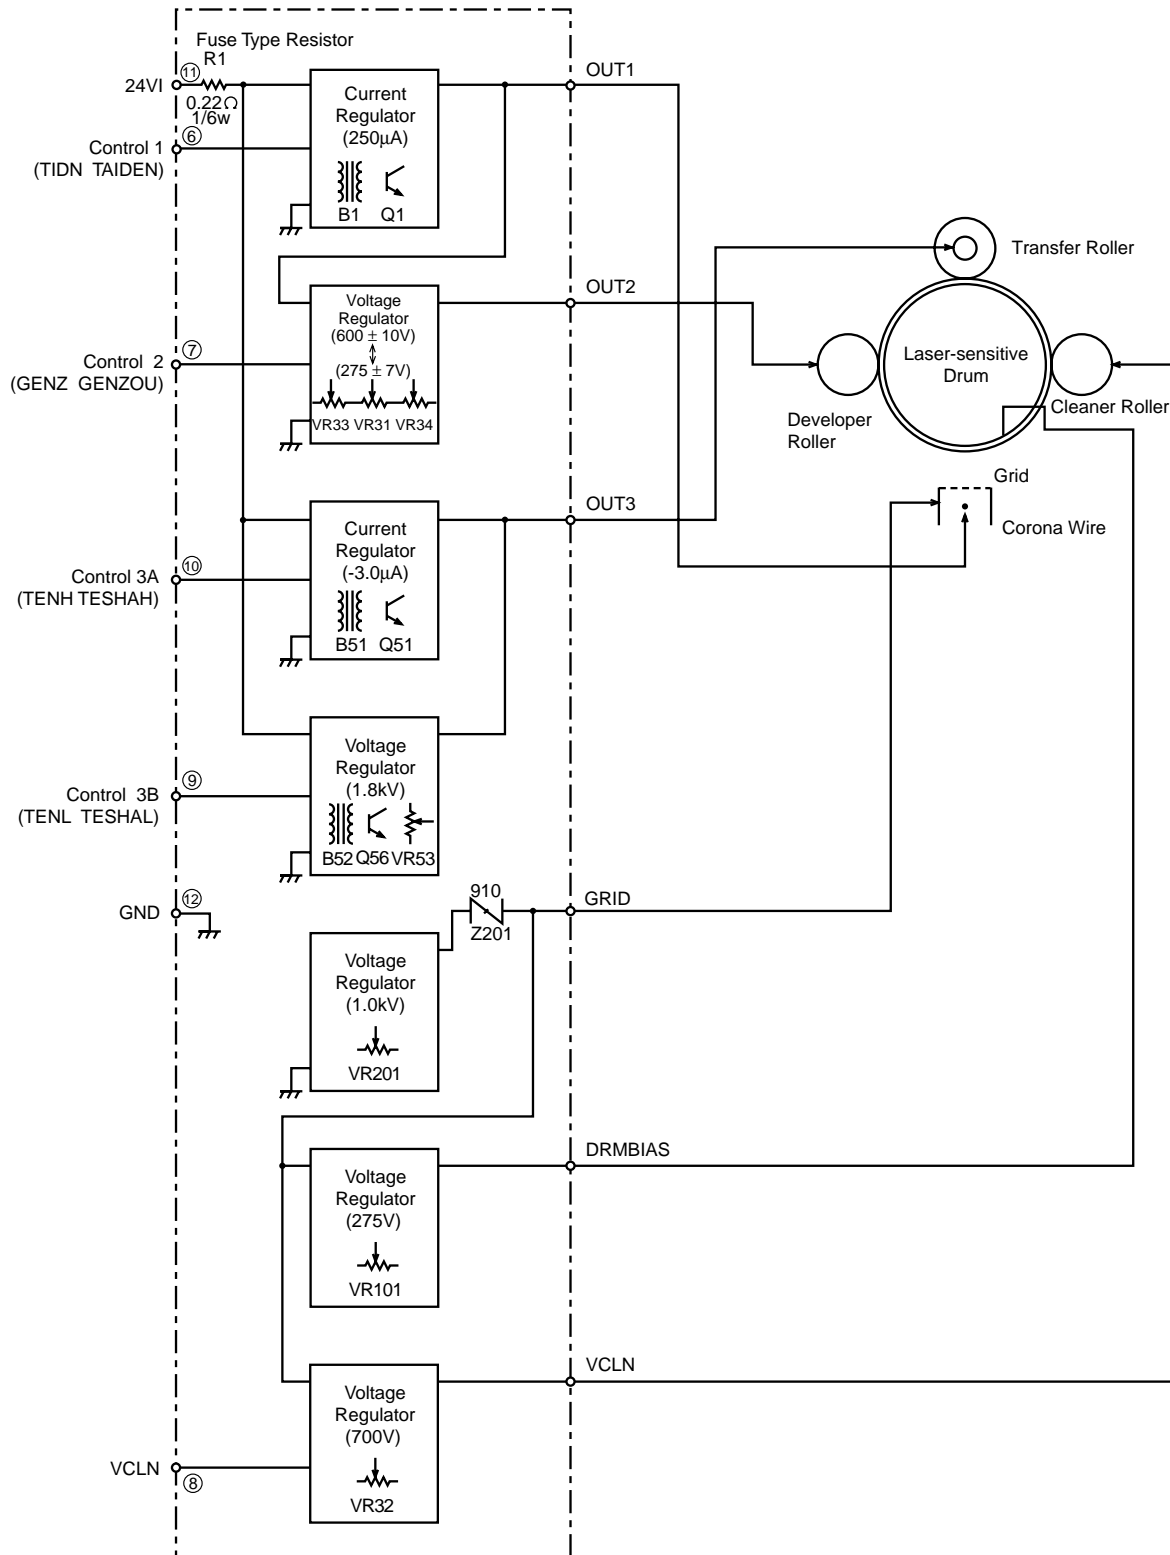 Fuse Type Resistor
R1
24VI
⑪
0.22Ω
1/6w
Control 1
(TIDN TAIDEN)
⑥
Current
Regulator
(250µA)
B1 Q1
OUT1
Control 2
(GENZ GENZOU)
⑦
Voltage
Regulator
(600 ± 10V)
(275 ± 7V)
VR33 VR31 VR34
OUT2
Transfer Roller
Laser-sensitive
Drum
Developer
Roller
Cleaner Roller
Grid
Corona Wire
Control 3A
(TENH TESHAH)
⑩
Current
Regulator
(-3.0µA)
B51 Q51
OUT3
Control 3B
(TENL TESHAL)
⑨
Voltage
Regulator
(1.8kV)
B52 Q56 VR53
GND
⑫
910
Z201
GRID
Voltage
Regulator
(1.0kV)
VR201
DRMBIAS
Voltage
Regulator
(275V)
VR101
VCLN
Voltage
Regulator
(700V)
VR32
VCLN
⑧